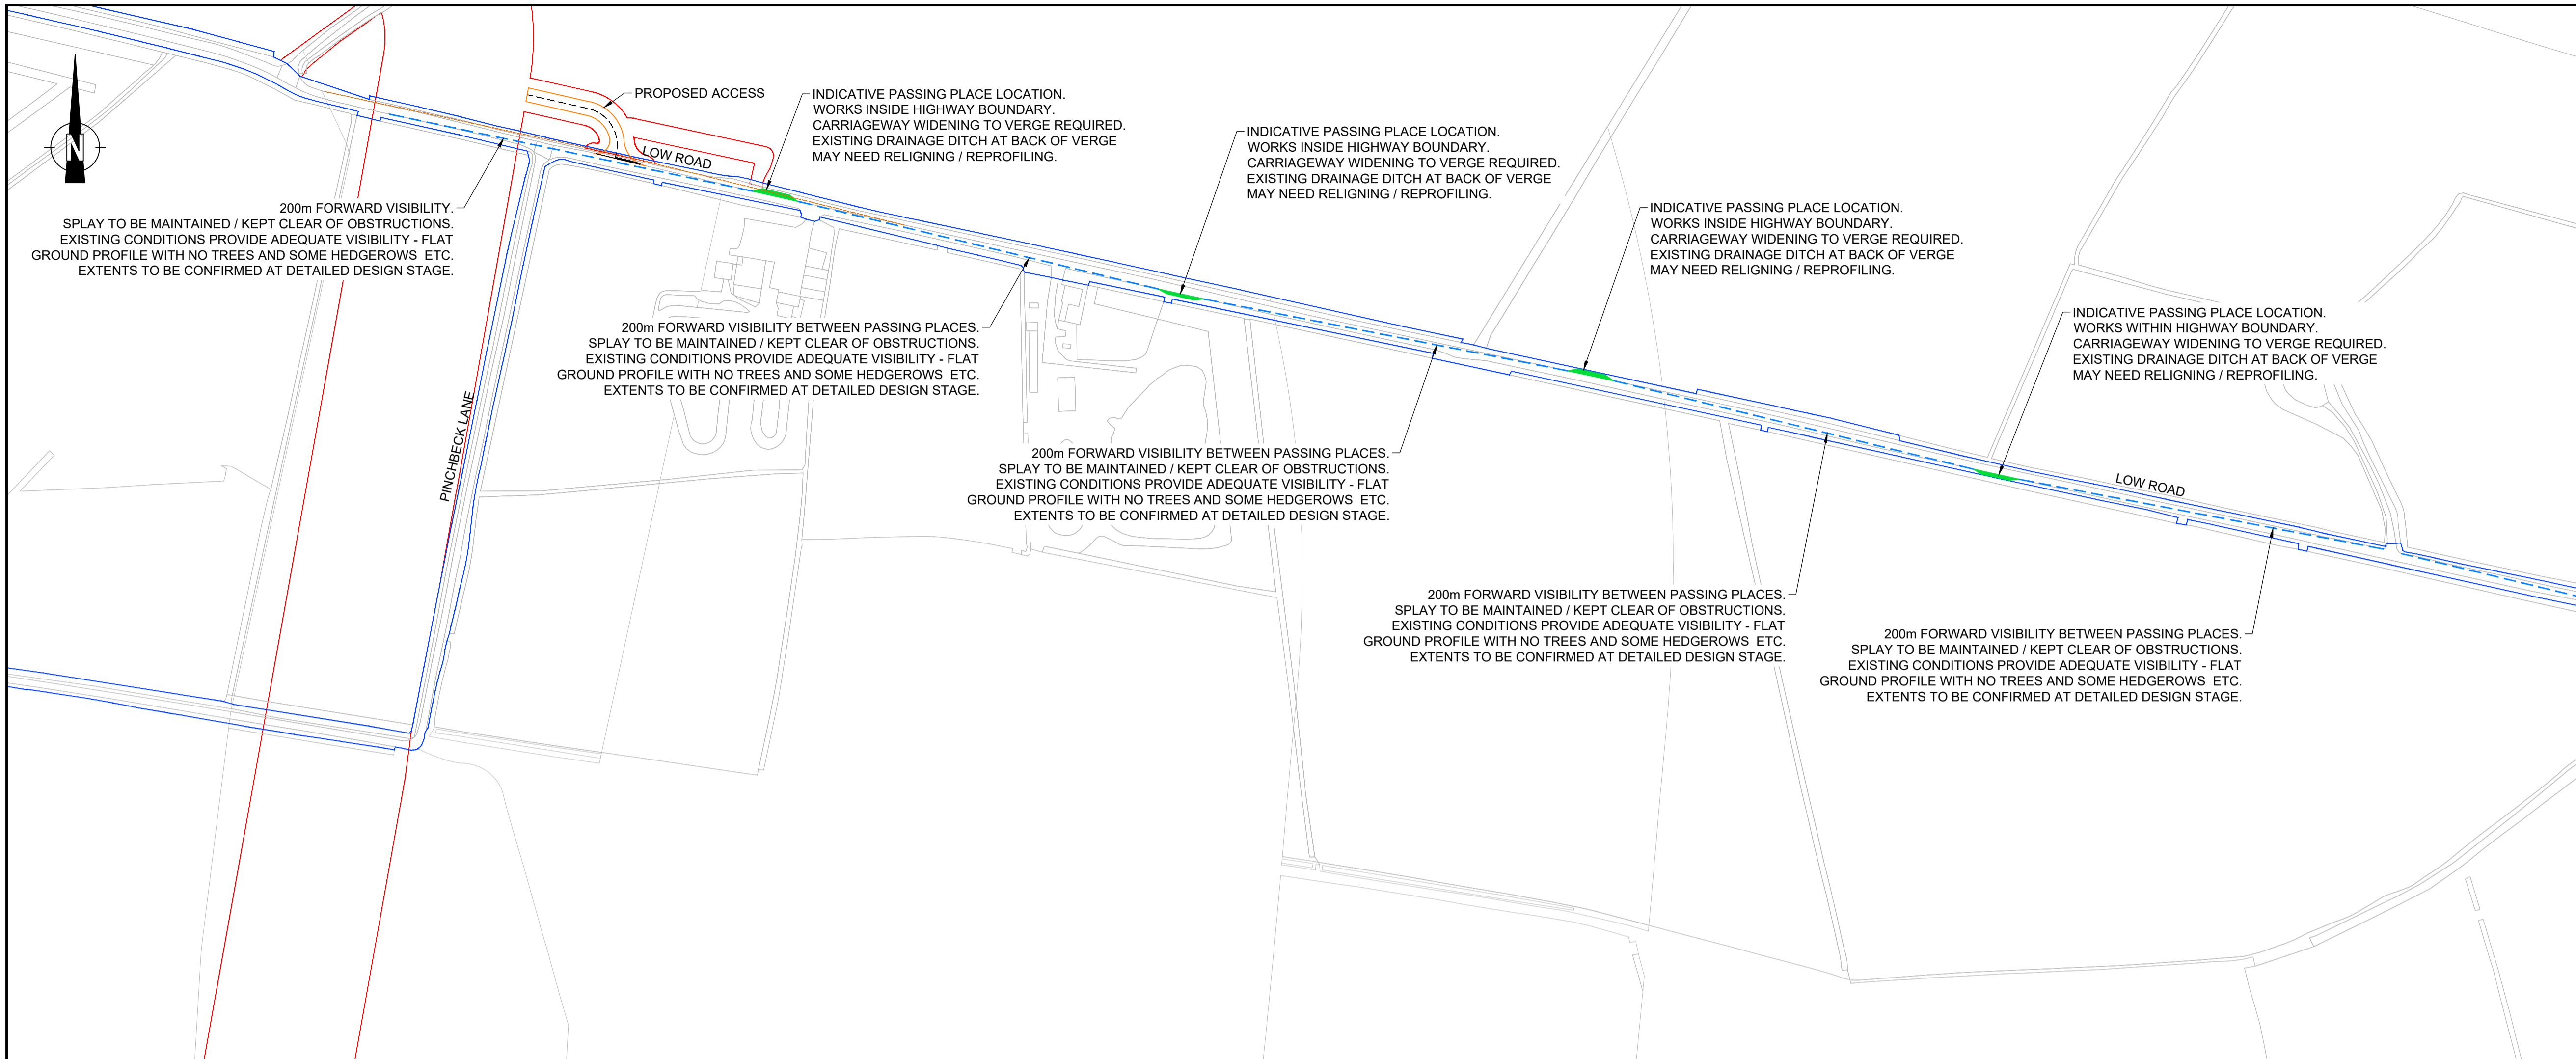 N
PROPOSED ACCESS
LOW ROAD
INDICATIVE PASSING PLACE LOCATION.
WORKS INSIDE HIGHWAY BOUNDARY.
CARRIAGEWAY WIDENING TO VERGE REQUIRED.
EXISTING DRAINAGE DITCH AT BACK OF VERGE
MAY NEED RELIGNING / REPROFILING.
INDICATIVE PASSING PLACE LOCATION.
WORKS INSIDE HIGHWAY BOUNDARY.
CARRIAGEWAY WIDENING TO VERGE REQUIRED.
EXISTING DRAINAGE DITCH AT BACK OF VERGE
MAY NEED RELIGNING / REPROFILING.
INDICATIVE PASSING PLACE LOCATION.
WORKS INSIDE HIGHWAY BOUNDARY.
CARRIAGEWAY WIDENING TO VERGE REQUIRED.
EXISTING DRAINAGE DITCH AT BACK OF VERGE
MAY NEED RELIGNING / REPROFILING.
INDICATIVE PASSING PLACE LOCATION.
WORKS WITHIN HIGHWAY BOUNDARY.
CARRIAGEWAY WIDENING TO VERGE REQUIRED.
EXISTING DRAINAGE DITCH AT BACK OF VERGE
MAY NEED RELIGNING / REPROFILING.
200m FORWARD VISIBILITY.
SPLAY TO BE MAINTAINED / KEPT CLEAR OF OBSTRUCTIONS.
EXISTING CONDITIONS PROVIDE ADEQUATE VISIBILITY - FLAT
GROUND PROFILE WITH NO TREES AND SOME HEDGEROWS  ETC.
EXTENTS TO BE CONFIRMED AT DETAILED DESIGN STAGE.
200m FORWARD VISIBILITY BETWEEN PASSING PLACES.
SPLAY TO BE MAINTAINED / KEPT CLEAR OF OBSTRUCTIONS.
EXISTING CONDITIONS PROVIDE ADEQUATE VISIBILITY - FLAT
GROUND PROFILE WITH NO TREES AND SOME HEDGEROWS  ETC.
EXTENTS TO BE CONFIRMED AT DETAILED DESIGN STAGE.
PINCHBECK LANE
200m FORWARD VISIBILITY BETWEEN PASSING PLACES.
SPLAY TO BE MAINTAINED / KEPT CLEAR OF OBSTRUCTIONS.
EXISTING CONDITIONS PROVIDE ADEQUATE VISIBILITY - FLAT
GROUND PROFILE WITH NO TREES AND SOME HEDGEROWS  ETC.
EXTENTS TO BE CONFIRMED AT DETAILED DESIGN STAGE.
LOW ROAD
200m FORWARD VISIBILITY BETWEEN PASSING PLACES.
SPLAY TO BE MAINTAINED / KEPT CLEAR OF OBSTRUCTIONS.
EXISTING CONDITIONS PROVIDE ADEQUATE VISIBILITY - FLAT
GROUND PROFILE WITH NO TREES AND SOME HEDGEROWS  ETC.
EXTENTS TO BE CONFIRMED AT DETAILED DESIGN STAGE.
200m FORWARD VISIBILITY BETWEEN PASSING PLACES.
SPLAY TO BE MAINTAINED / KEPT CLEAR OF OBSTRUCTIONS.
EXISTING CONDITIONS PROVIDE ADEQUATE VISIBILITY - FLAT
GROUND PROFILE WITH NO TREES AND SOME HEDGEROWS  ETC.
EXTENTS TO BE CONFIRMED AT DETAILED DESIGN STAGE.